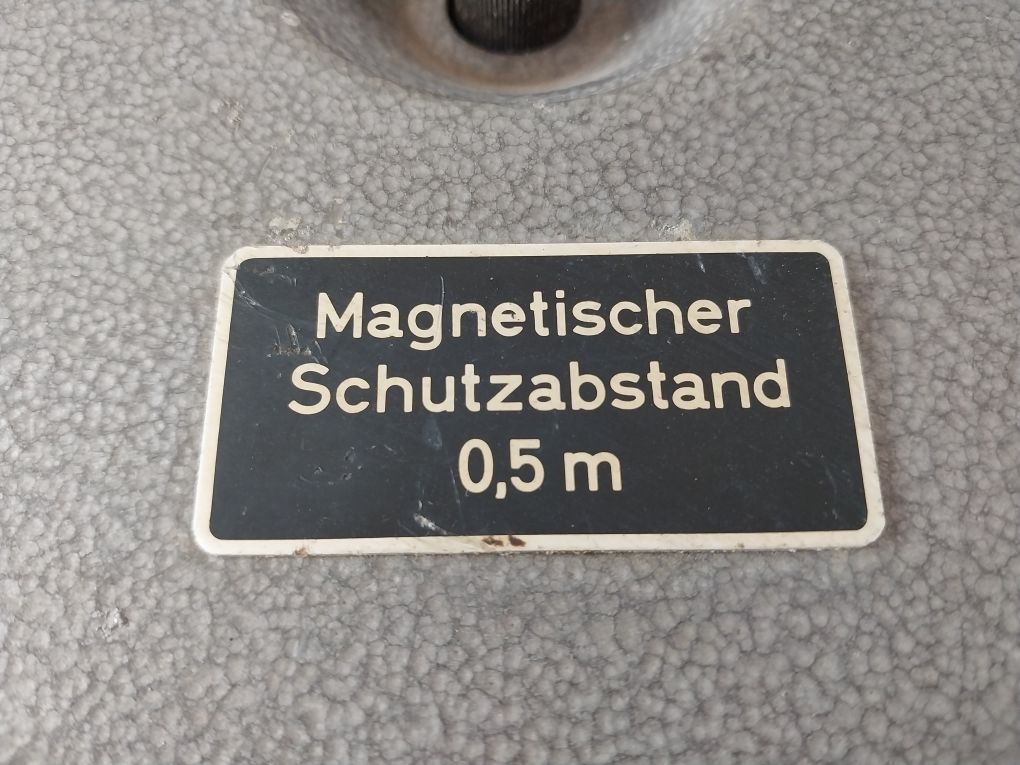 Magnetischer
Schutzabstand
0,5 m